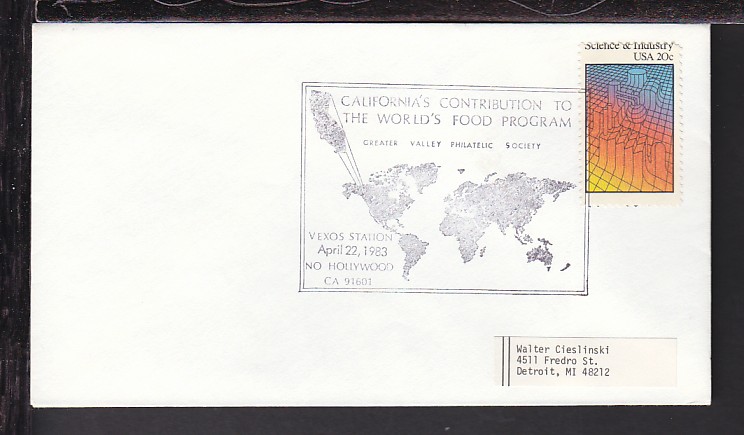 Science & Industry
USA 20c
CALIFORNIA'S CONTRIBUTION TO
THE WORLD'S FOOD PROGRAM
GREATER VALLEY PHILATELIC SOCIETY
VEXOS STATION
April 22, 1983
NO HOLLYWOOD
CA 91601
Walter Cieslinski
4511 Fredro St.
Detroit, MI 48212